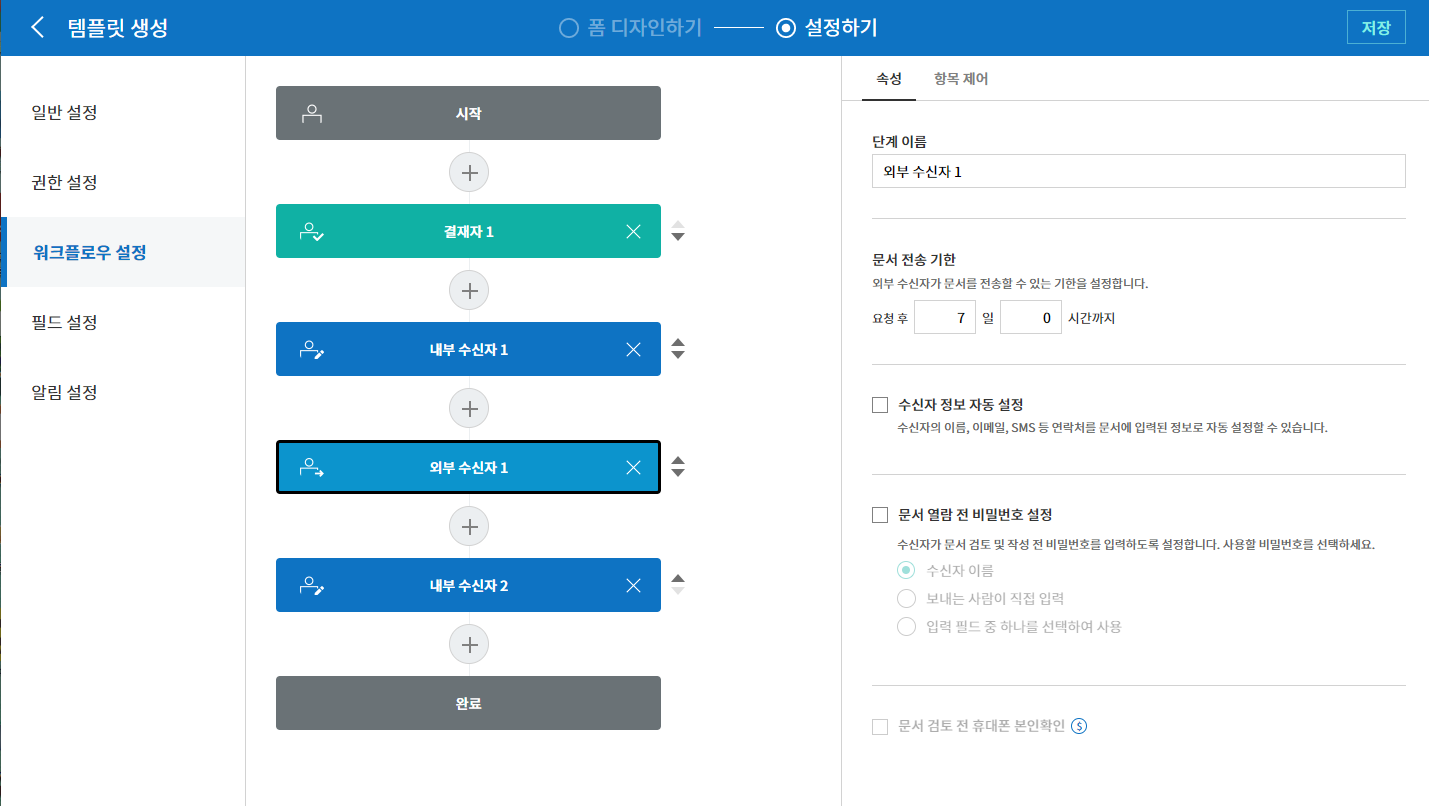 템플릿 생성
폼 디자인하기
설정하기
저장
일반 설정
권한 설정
워크플로우 설정
필드 설정
알림 설정
시작
결재자 1
내부 수신자 1
외부 수신자 1
내부 수신자 2
완료
속성
항목 제어
단계 이름
외부 수신자 1
문서 전송 기한
외부 수신자가 문서를 전송할 수 있는 기한을 설정합니다.
요청 후 7 일 0 시간까지
수신자 정보 자동 설정
수신자의 이름, 이메일, SMS 등 연락처를 문서에 입력된 정보로 자동 설정할 수 있습니다.
문서 열람 전 비밀번호 설정
수신자가 문서 검토 및 작성 전 비밀번호를 입력하도록 설정합니다. 사용할 비밀번호를 선택하세요.
수신자 이름
보내는 사람이 직접 입력
입력 필드 중 하나를 선택하여 사용
문서 검토 전 휴대폰 본인확인 $